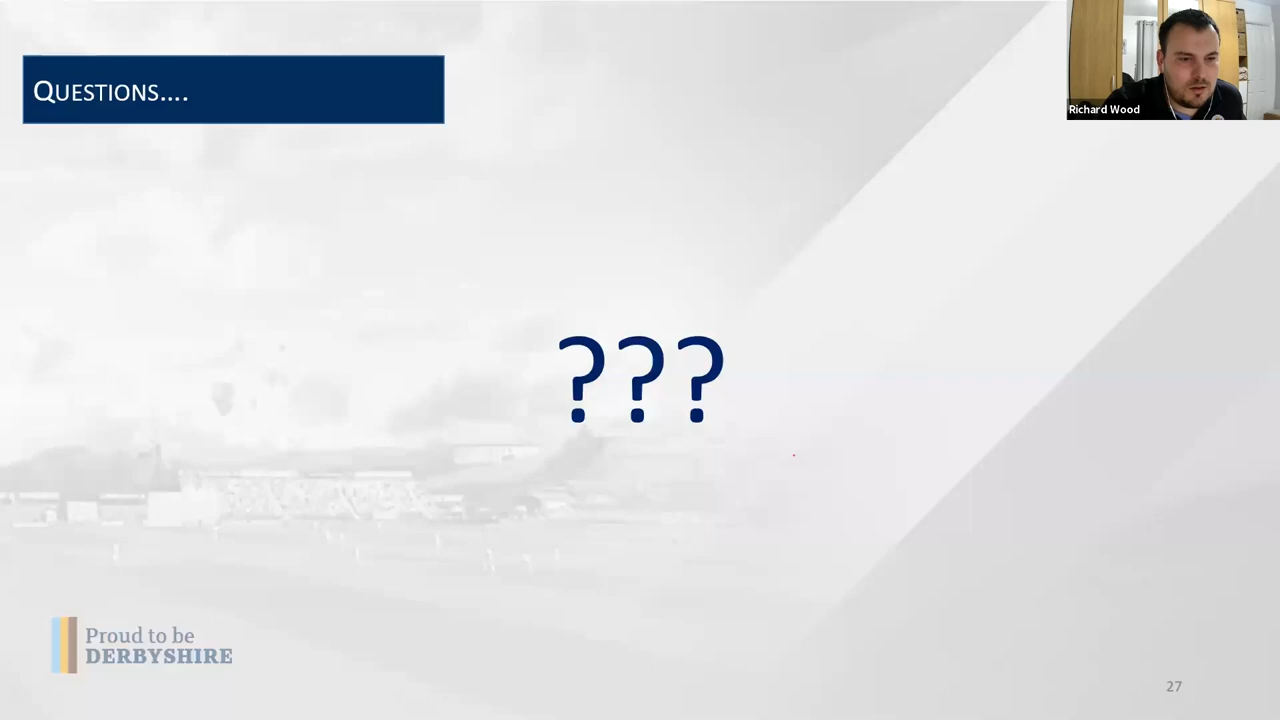 QUESTIONS....
Richard Wood
???
Proud to be
DERBYSHIRE
27